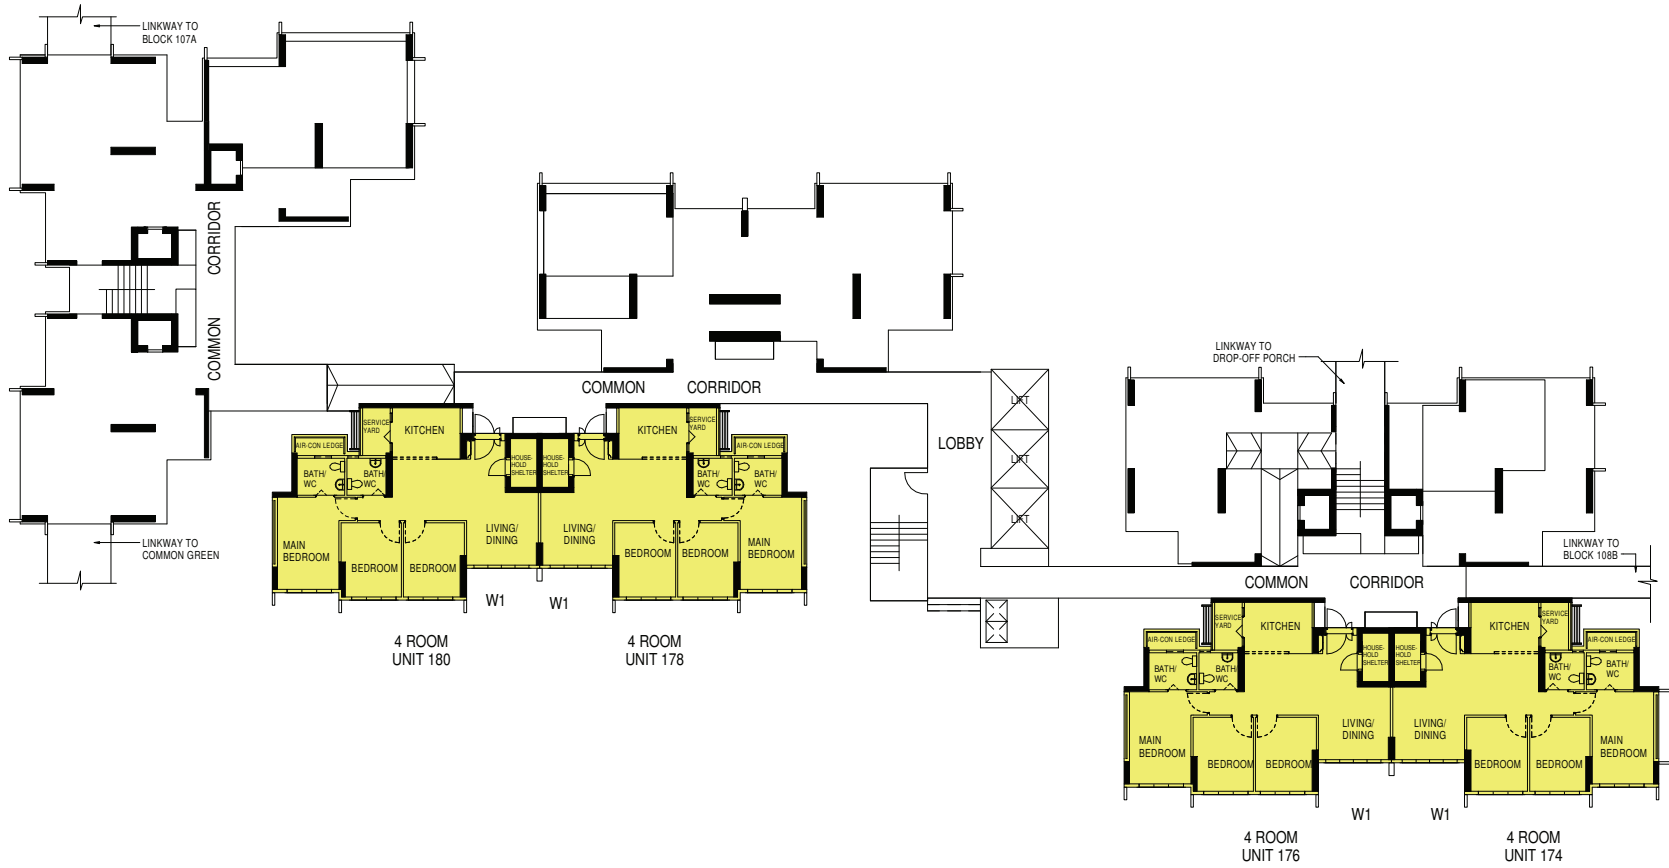 LINKWAY TO
BLOCK 107A
CORRIDOR
COMMON
LINKWAY TO
COMMON GREEN
COMMON CORRIDOR
LOBBY
LIFT
LIFT
LIFT
LINKWAY TO
DROP-OFF PORCH
LINKWAY TO
BLOCK 108B
COMMON CORRIDOR
SERVICE
YARD
KITCHEN
AIR-CON LEDGE
BATH/
WC
BATH/
WC
HOUSE-
HOLD
SHELTER
MAIN
BEDROOM
BEDROOM
BEDROOM
LIVING/
DINING
W1
4 ROOM
UNIT 180
HOUSE-
HOLD
SHELTER
KITCHEN
SERVICE
YARD
AIR-CON LEDGE
BATH/
WC
BATH/
WC
LIVING/
DINING
BEDROOM
BEDROOM
MAIN
BEDROOM
W1
4 ROOM
UNIT 178
SERVICE
YARD
KITCHEN
AIR-CON LEDGE
BATH/
WC
BATH/
WC
HOUSE-
HOLD
SHELTER
MAIN
BEDROOM
BEDROOM
BEDROOM
LIVING/
DINING
W1
4 ROOM
UNIT 176
HOUSE-
HOLD
SHELTER
KITCHEN
SERVICE
YARD
AIR-CON LEDGE
BATH/
WC
BATH/
WC
LIVING/
DINING
BEDROOM
BEDROOM
MAIN
BEDROOM
W1
4 ROOM
UNIT 174